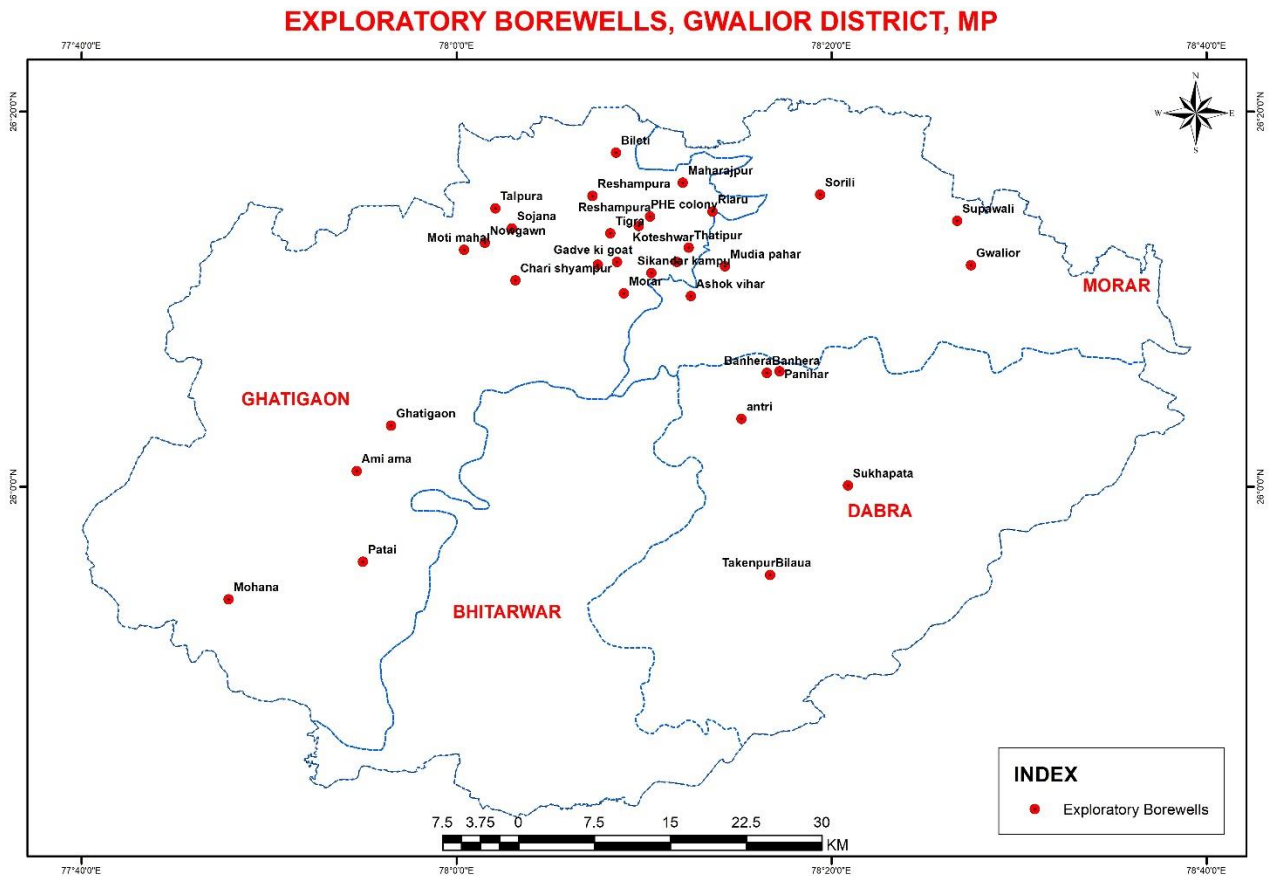 EXPLORATORY BOREWELLS, GWALIOR DISTRICT, MP
77°40'0"E 78°0'0"E 78°20'0"E 78°40'0"E
26°20'0"N 26°20'0"N
N
W E
S
Bileti
Maharajpur
Reshampura
Sorili
Talpura
Reshampura
PHE colony
Riaru
Sojana
Tigra
Supawali
Nowgawn
Moti mahal
Koteshwar
Thatipur
Gadve ki goat
Mudia pahar
Gwalior
Sikandar kampu
Chari shyampur
Morar
Ashok vihar
MORAR
Banhera
Banhera
Panihar
GHATIGAON
antri
Ghatigaon
Ami ama
Sukhapata
26°0'0"N 26°0'0"N
DABRA
Patai
Takenpur
Bilaua
Mohana
BHITARWAR
INDEX
Exploratory Borewells
7.5 3.75 0 7.5 15 22.5 30
KM
77°40'0"E 78°0'0"E 78°20'0"E 78°40'0"E